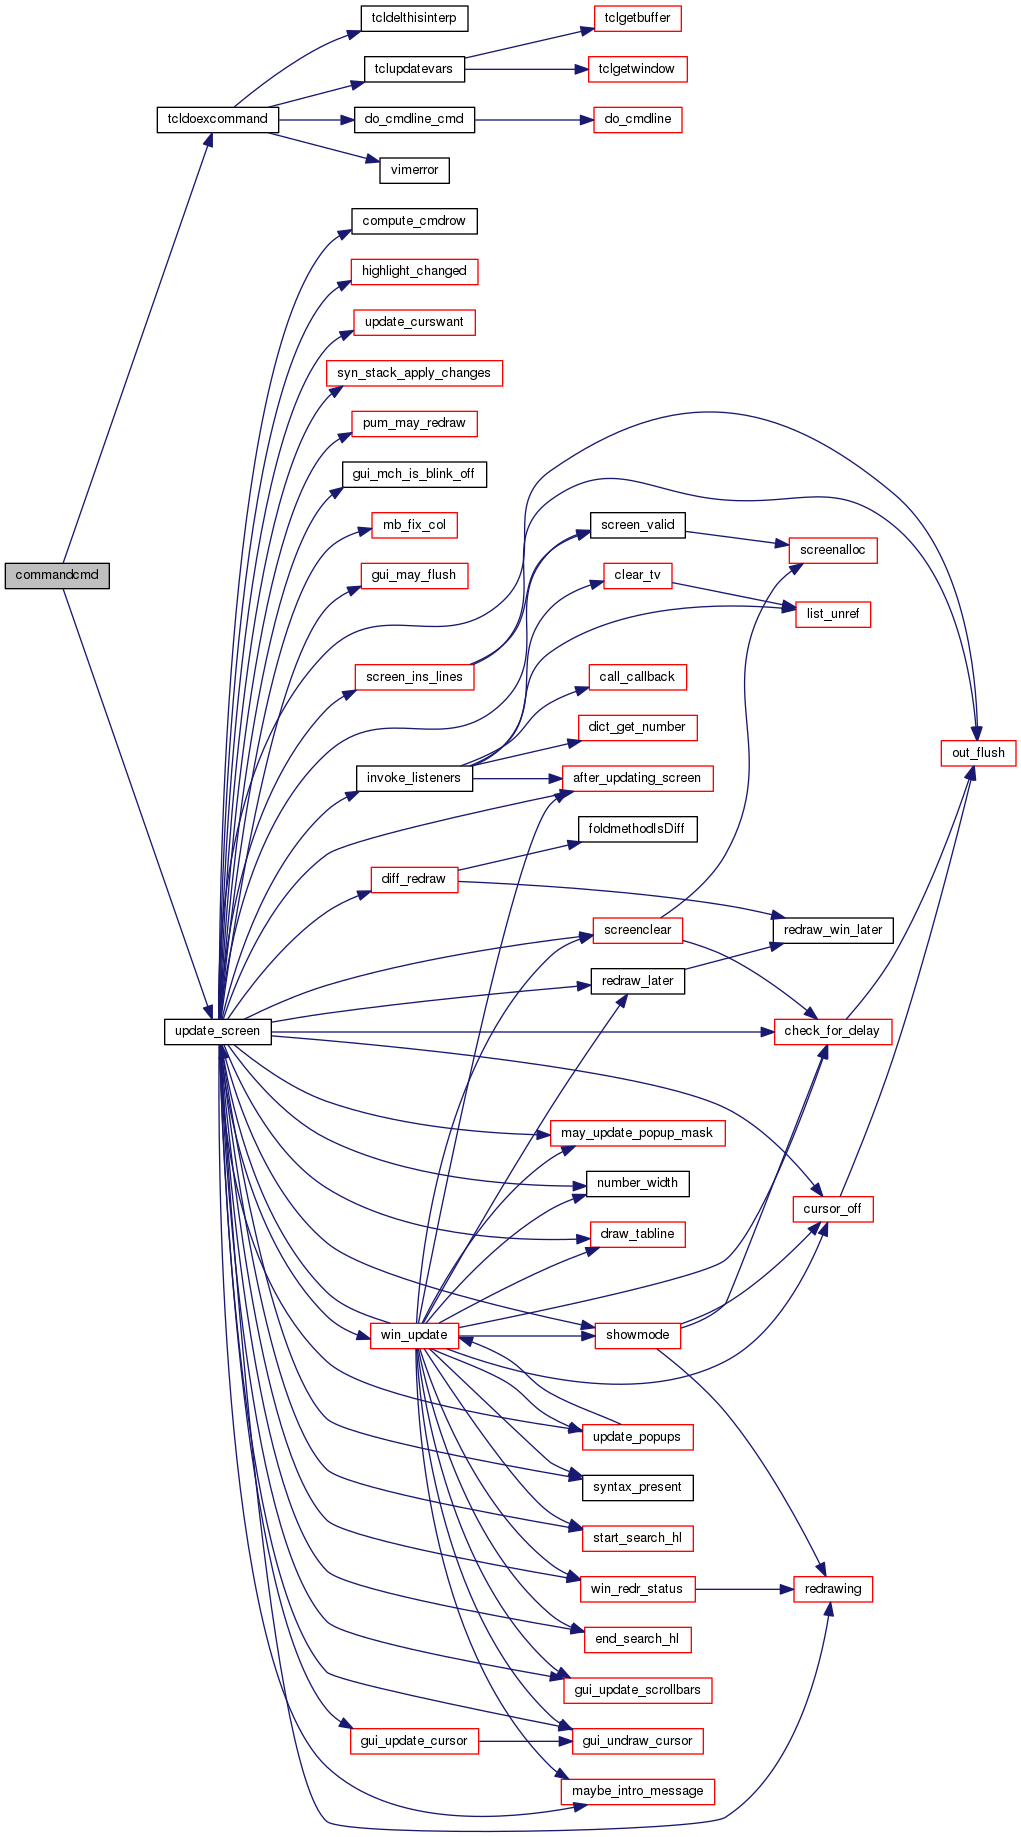 tcldelthisinterp
tclgetbuffer
tclupdatevars
tclgetwindow
tcldoexcommand
do_cmdline_cmd
do_cmdline
vimerror
compute_cmdrow
highlight_changed
update_curswant
syn_stack_apply_changes
pum_may_redraw
gui_mch_is_blink_off
mb_fix_col
screen_valid
screenalloc
commandcmd
gui_may_flush
clear_tv
list_unref
screen_ins_lines
call_callback
dict_get_number
out_flush
invoke_listeners
after_updating_screen
foldmethodIsDiff
diff_redraw
screenclear
redraw_win_later
redraw_later
update_screen
check_for_delay
may_update_popup_mask
number_width
cursor_off
draw_tabline
win_update
showmode
update_popups
syntax_present
start_search_hl
win_redr_status
redrawing
end_search_hl
gui_update_scrollbars
gui_update_cursor
gui_undraw_cursor
maybe_intro_message